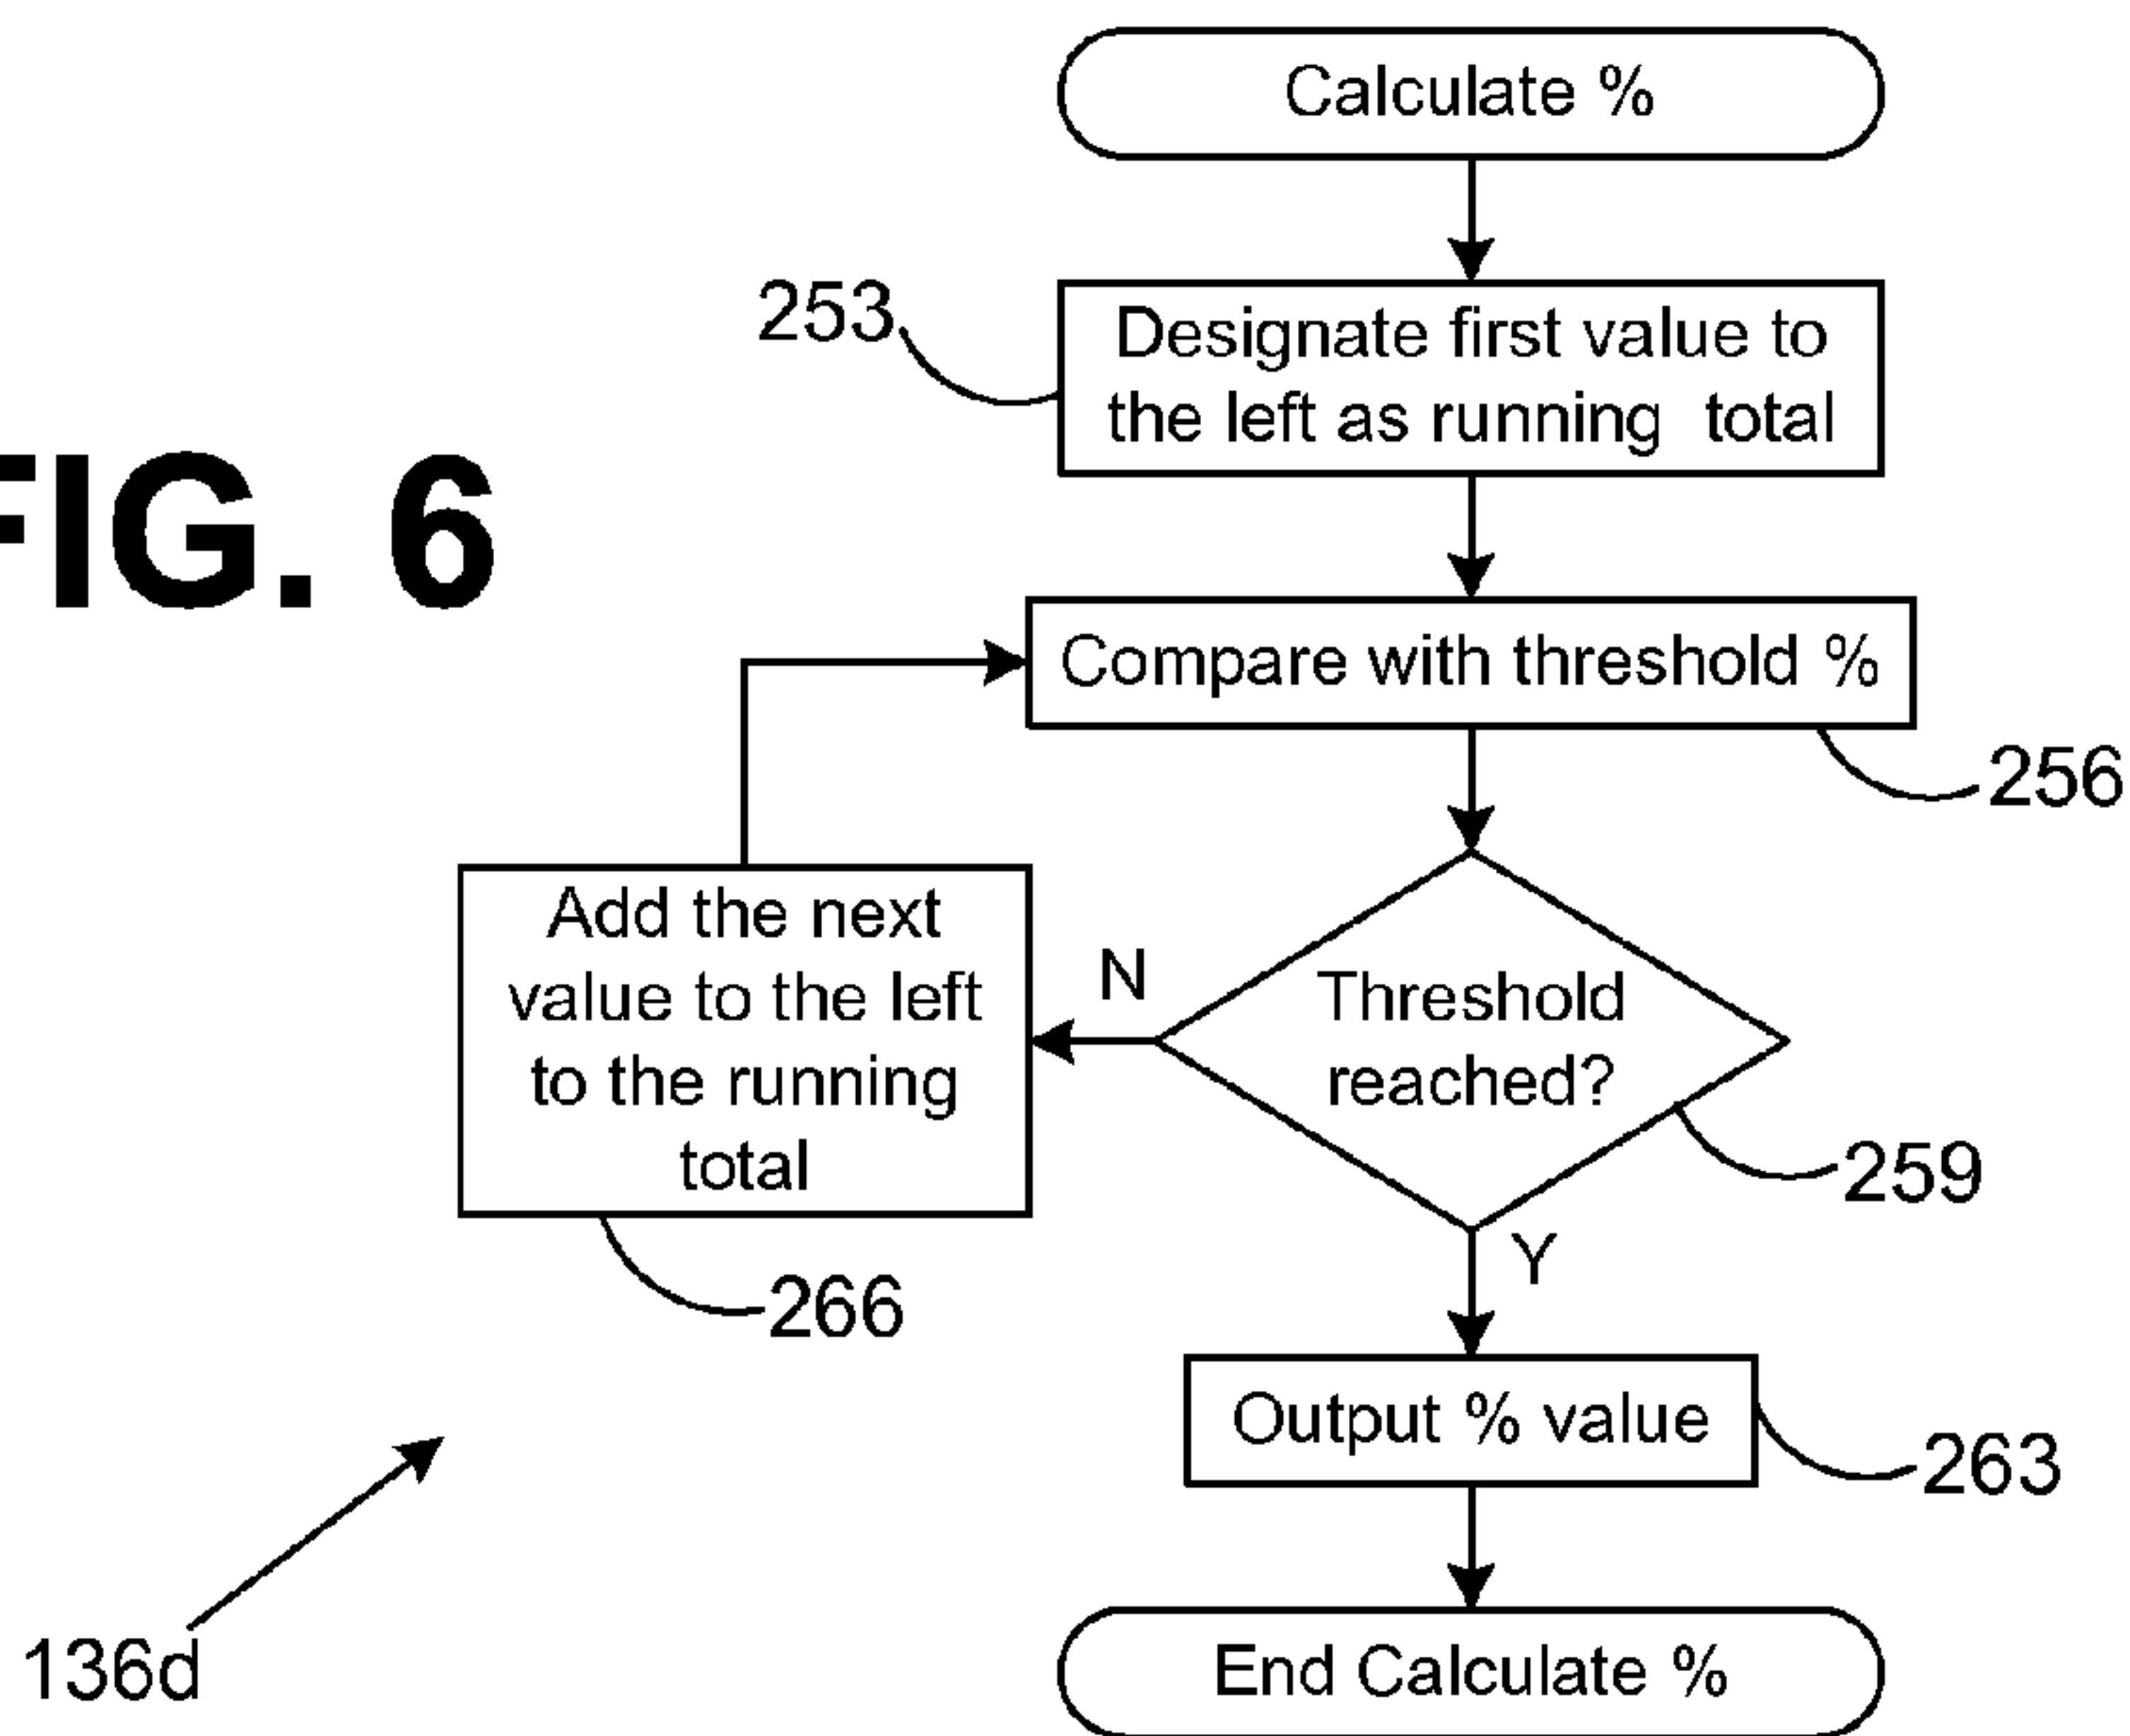 Calculate %
253
Designate first value to
the left as running total
FIG. 6
Compare with threshold %
256
Add the next
value to the left
to the running
total
N
Threshold
reached?
259
266
Y
Output % value
263
136d
End Calculate %